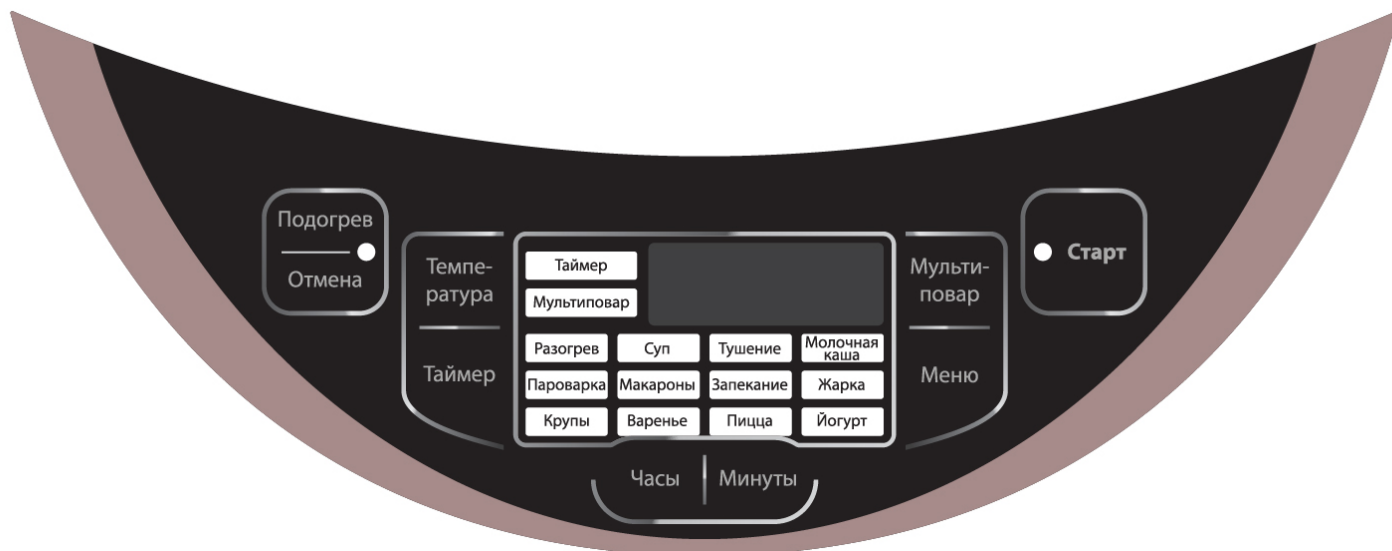 Подогрев
Отмена
Темпе-
ратура
Таймер
Таймер
Мультиповар
Разогрев Суп Тушение Молочная каша
Пароварка Макароны Запекание Жарка
Крупы Варенье Пицца Йогурт
Мульти-
повар
Меню
Старт
Часы Минуты